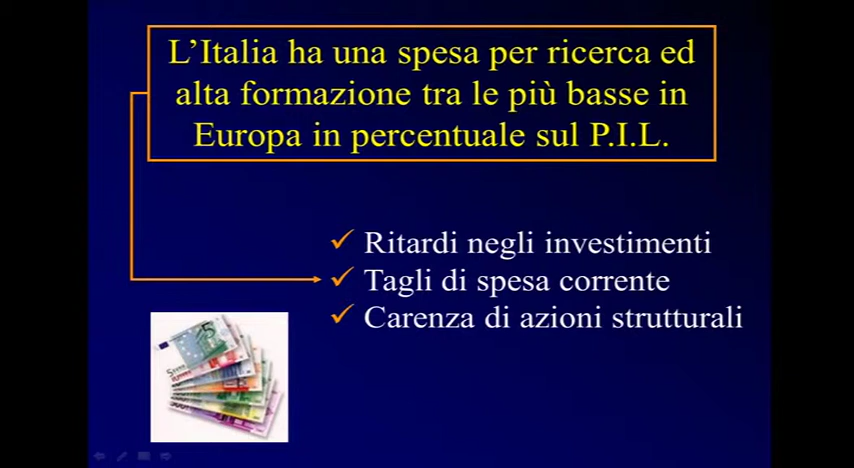 L’Italia ha una spesa per ricerca ed
alta formazione tra le più basse in
Europa in percentuale sul P.I.L.
Ritardi negli investimenti
Tagli di spesa corrente
Carenza di azioni strutturali
5